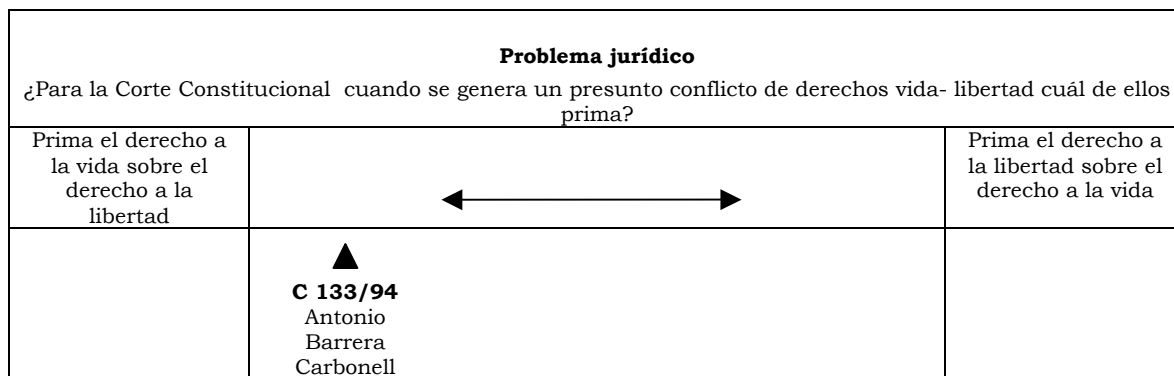 Problema jurídico
¿Para la Corte Constitucional cuando se genera un presunto conflicto de derechos vida- libertad cuál de ellos
prima?
Prima el derecho a
la vida sobre el
derecho a la
libertad
Prima el derecho a
la libertad sobre el
derecho a la vida
C 133/94
Antonio
Barrera
Carbonell